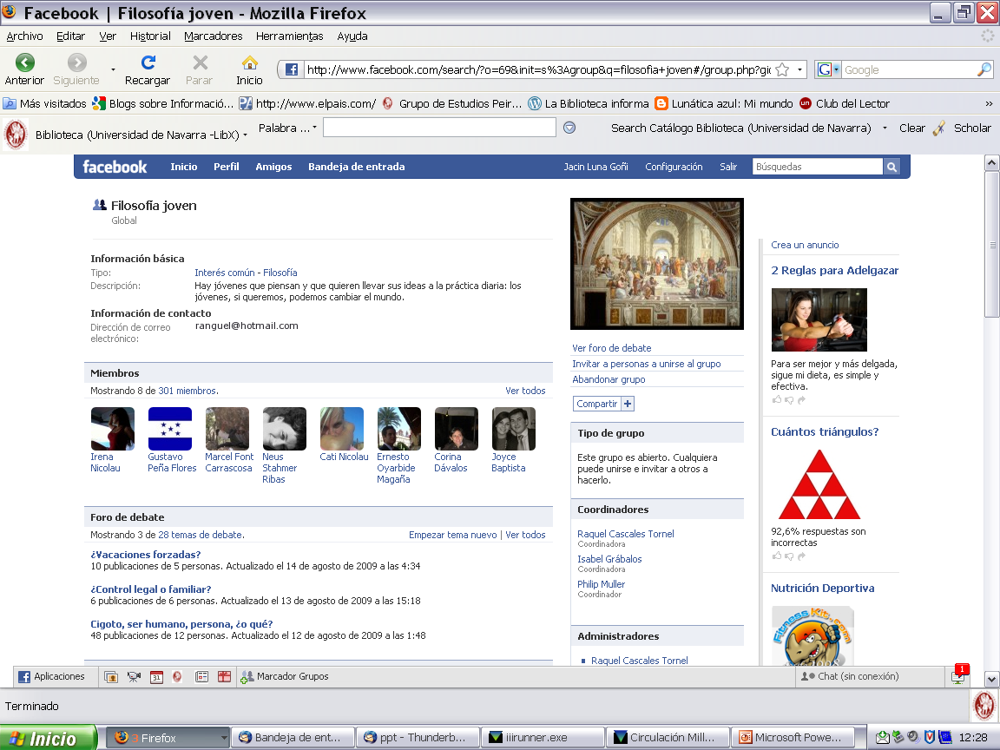 Facebook | Filosofía joven - Mozilla Firefox
Archivo Editar Ver Historial Marcadores Herramientas Ayuda
Anterior Siguiente Recargar Parar Inicio
http://www.facebook.com/search/?o=69&init=s%3Agroup&q=filosofia+joven#/group.php?gi
Google
Más visitados Blogs sobre Informació... http://www.elpais.com/ Grupo de Estudios Peir... La Biblioteca informa Lunática azul: Mi mundo Club del Lector »
Biblioteca (Universidad de Navarra -LibX) Palabra ... Search Catálogo Biblioteca (Universidad de Navarra) Clear Scholar
facebook Inicio Perfil Amigos Bandeja de entrada Jacin Luna Goñi Configuración Salir Búsquedas
Filosofía joven
Global
Información básica
Tipo: Interés común - Filosofía
Descripción: Hay jóvenes que piensan y que quieren llevar sus ideas a la práctica diaria: los
jóvenes, si queremos, podemos cambiar el mundo.
Información de contacto
Dirección de correo ranguel@hotmail.com
electrónico:
Miembros
Mostrando 8 de 301 miembros. Ver todos
Irena
Nicolau
Gustavo
Peña Flores
Marcel Font
Carrascosa
Neus
Stahmer
Ribas
Cati Nicolau
Ernesto
Oyarbide
Magaña
Corina
Dávalos
Joyce
Baptista
Foro de debate
Mostrando 3 de 28 temas de debate. Empezar tema nuevo | Ver todos
¿Vacaciones forzadas?
10 publicaciones de 5 personas. Actualizado el 14 de agosto de 2009 a las 4:34
¿Control legal o familiar?
6 publicaciones de 6 personas. Actualizado el 13 de agosto de 2009 a las 15:18
Cigoto, ser humano, persona, ¿o qué?
48 publicaciones de 12 personas. Actualizado el 12 de agosto de 2009 a las 1:48
Ver foro de debate
Invitar a personas a unirse al grupo
Abandonar grupo
Compartir +
Tipo de grupo
Este grupo es abierto. Cualquiera
puede unirse e invitar a otros a
hacerlo.
Coordinadores
Raquel Cascales Tornel
Coordinadora
Isabel Grábalos
Coordinadora
Philip Muller
Coordinador
Administradores
Raquel Cascales Tornel
Crea un anuncio
2 Reglas para Adelgazar
Para ser mejor y más delgada,
sigue mi dieta, es simple y
efectiva.
Cuántos triángulos?
92,6% respuestas son
incorrectas
Nutrición Deportiva
FitnessKit.com
Aplicaciones 31 Marcador Grupos Chat (sin conexión) 1
Terminado
Inicio 3 Firefox Bandeja de ent... ppt - Thunderb... iiirunner.exe Circulación Mill... Microsoft Powe... 12:28